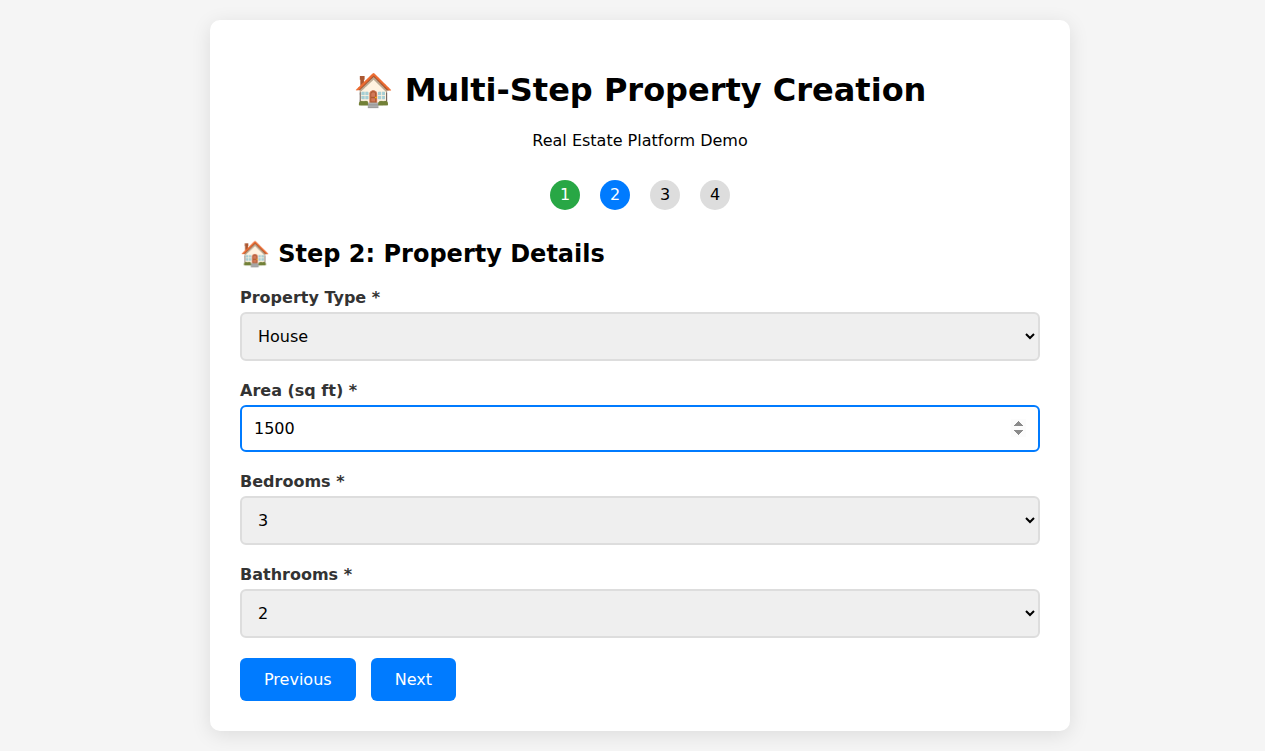 🏠 Multi-Step Property Creation
Real Estate Platform Demo
1 2 3 4
🏠 Step 2: Property Details
Property Type *
House
Area (sq ft) *
1500
Bedrooms *
3
Bathrooms *
2
Previous Next